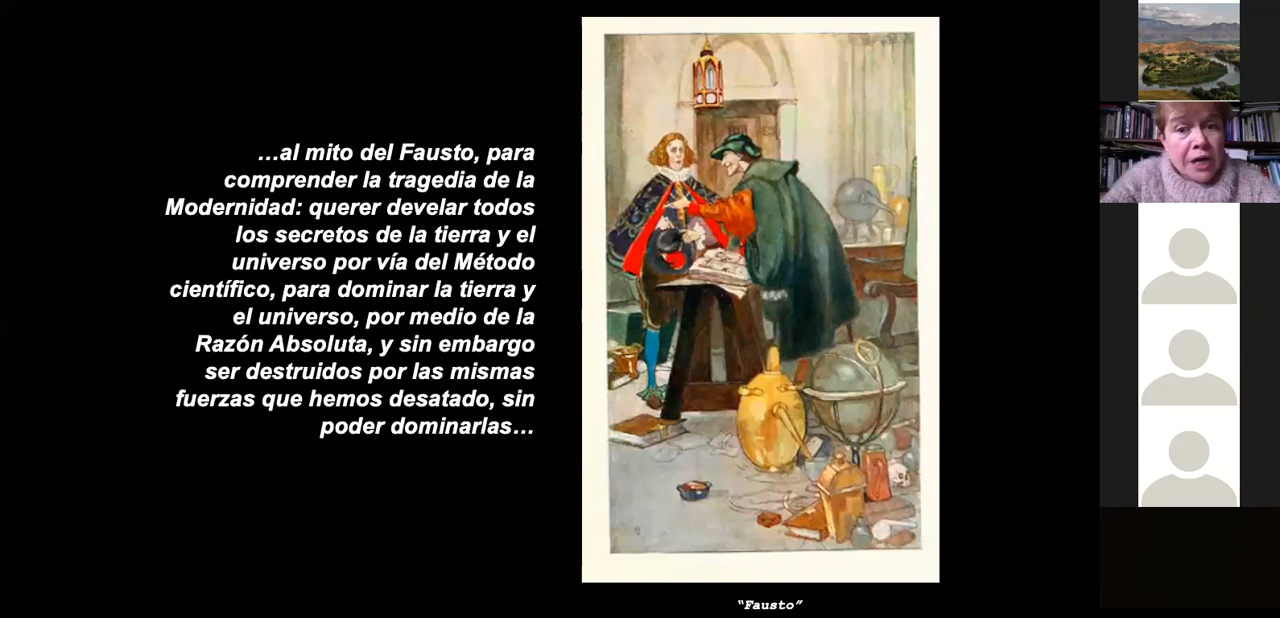 …al mito del Fausto, para
comprender la tragedia de la
Modernidad: querer develar todos
los secretos de la tierra y el
universo por vía del Método
científico, para dominar la tierra y
el universo, por medio de la
Razón Absoluta, y sin embargo
ser destruidos por las mismas
fuerzas que hemos desatado, sin
poder dominarlas…
“Fausto”